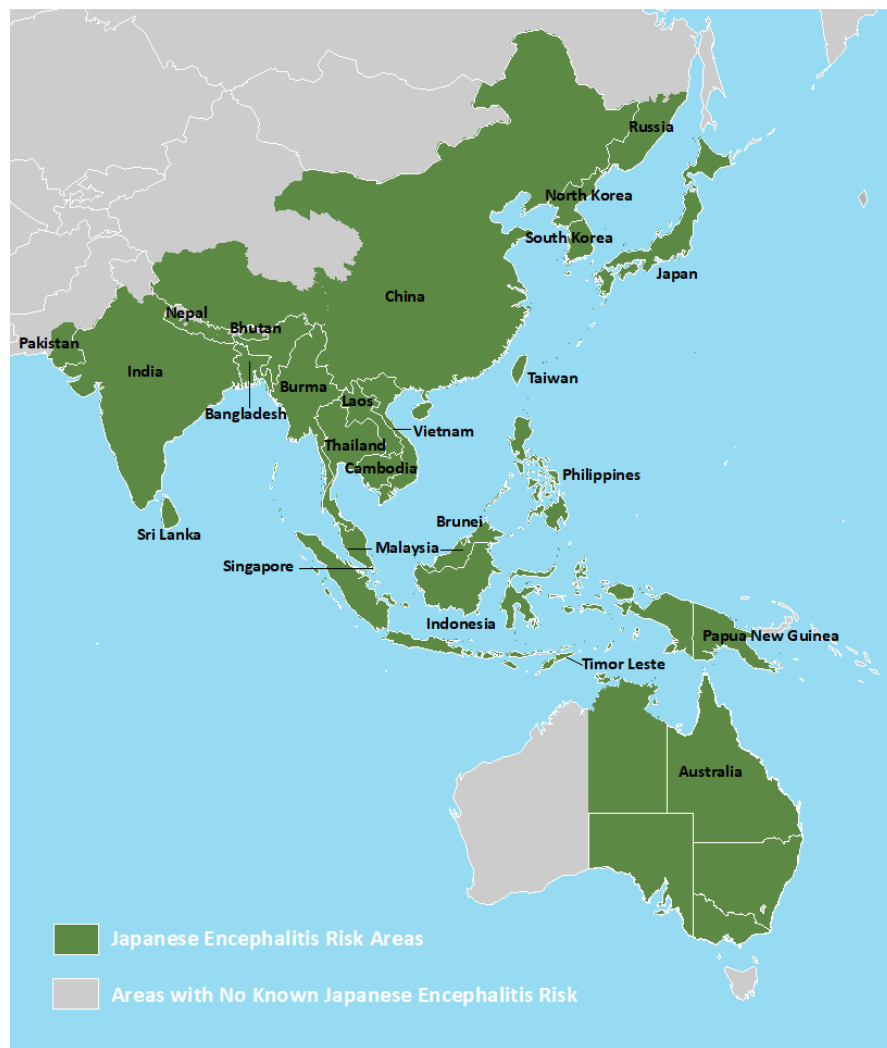 Russia
North Korea
South Korea
Japan
China
Nepal
Bhutan
Pakistan
India
Burma
Taiwan
Laos
Bangladesh
Vietnam
Thailand
Cambodia
Philippines
Sri Lanka
Brunei
Malaysia
Singapore
Indonesia
Papua New Guinea
Timor Leste
Australia
Japanese Encephalitis Risk Areas
Areas with No Known Japanese Encephalitis Risk